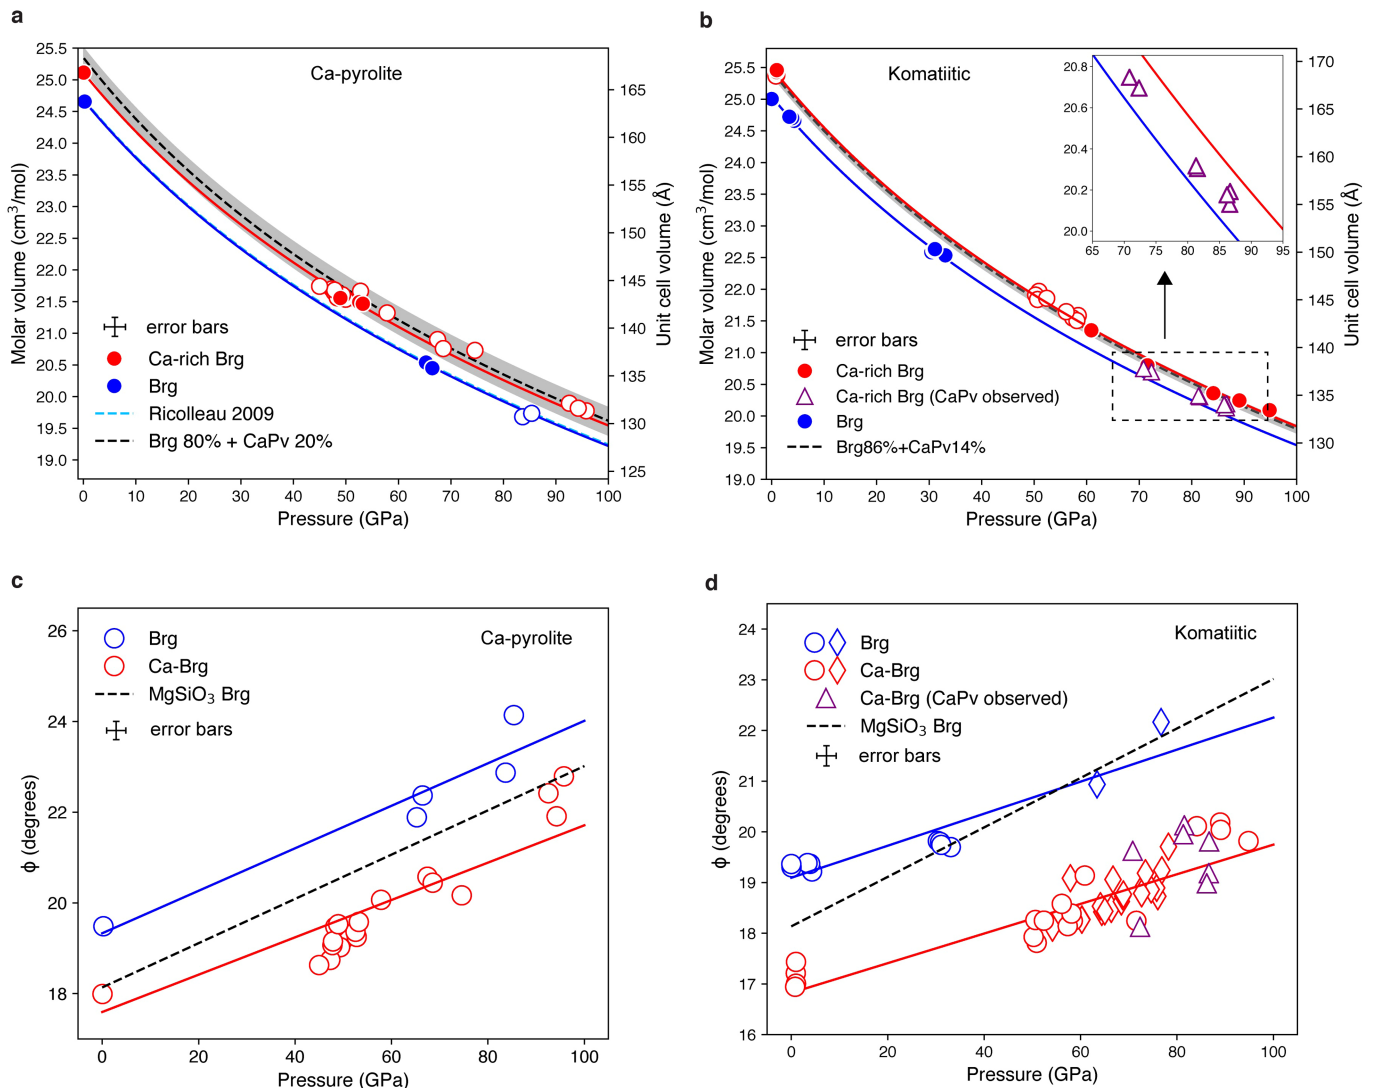 a
Ca-pyrolite
25.5
25.0
24.5
24.0
23.5
23.0
22.5
22.0
21.5
21.0
20.5
20.0
19.5
19.0
Molar volume (cm³/mol)
165
160
155
150
145
140
135
130
125
Unit cell volume (Å)
error bars
Ca-rich Brg
Brg
Ricolleau 2009
Brg 80% + CaPv 20%
0 10 20 30 40 50 60 70 80 90 100
Pressure (GPa)
b
Komatiitic
25.5
25.0
24.5
24.0
23.5
23.0
22.5
22.0
21.5
21.0
20.5
20.0
19.5
19.0
Molar volume (cm³/mol)
170
165
160
155
150
145
140
135
130
Unit cell volume (Å)
20.8
20.6
20.4
20.2
20.0
65 70 75 80 85 90 95
error bars
Ca-rich Brg
Ca-rich Brg (CaPv observed)
Brg
Brg86%+CaPv14%
0 10 20 30 40 50 60 70 80 90 100
Pressure (GPa)
c
Ca-pyrolite
26
24
22
20
18
ϕ (degrees)
Brg
Ca-Brg
MgSiO₃ Brg
error bars
0 20 40 60 80 100
Pressure (GPa)
d
Komatiitic
24
23
22
21
20
19
18
17
16
ϕ (degrees)
Brg
Ca-Brg
Ca-Brg (CaPv observed)
MgSiO₃ Brg
error bars
0 20 40 60 80 100
Pressure (GPa)